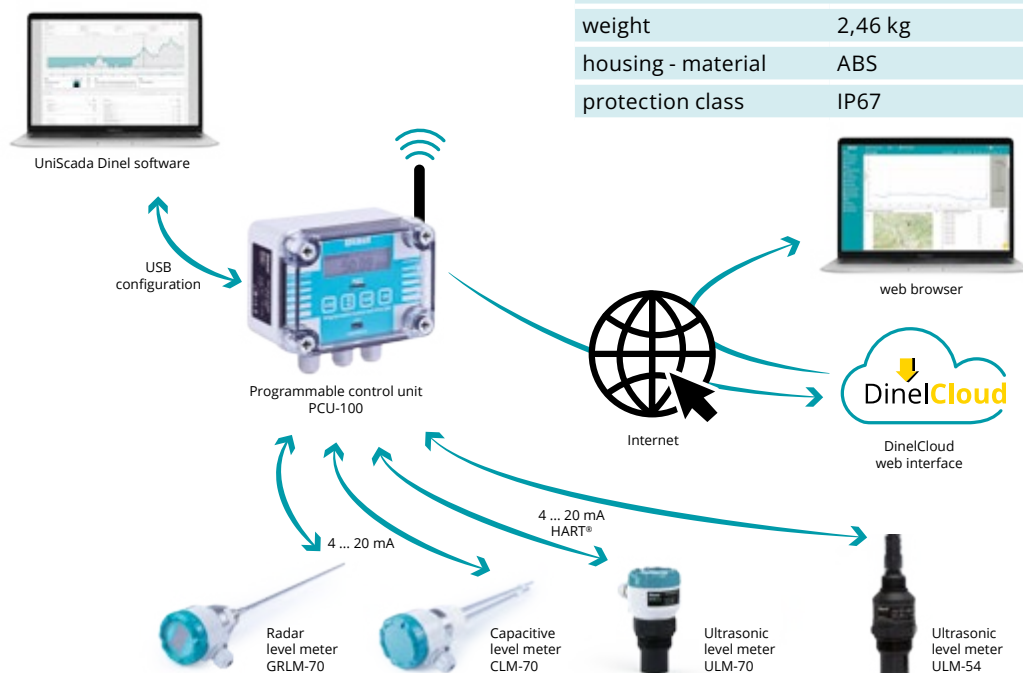 weight 2,46 kg
housing - material ABS
protection class IP67
UniScada Dinel software
USB
configuration
web browser
Programmable control unit
PCU-100
Internet
DinelCloud
DinelCloud
web interface
4 ... 20 mA
HART®
4 ... 20 mA
Radar
level meter
GRLM-70
Capacitive
level meter
CLM-70
Ultrasonic
level meter
ULM-70
Ultrasonic
level meter
ULM-54